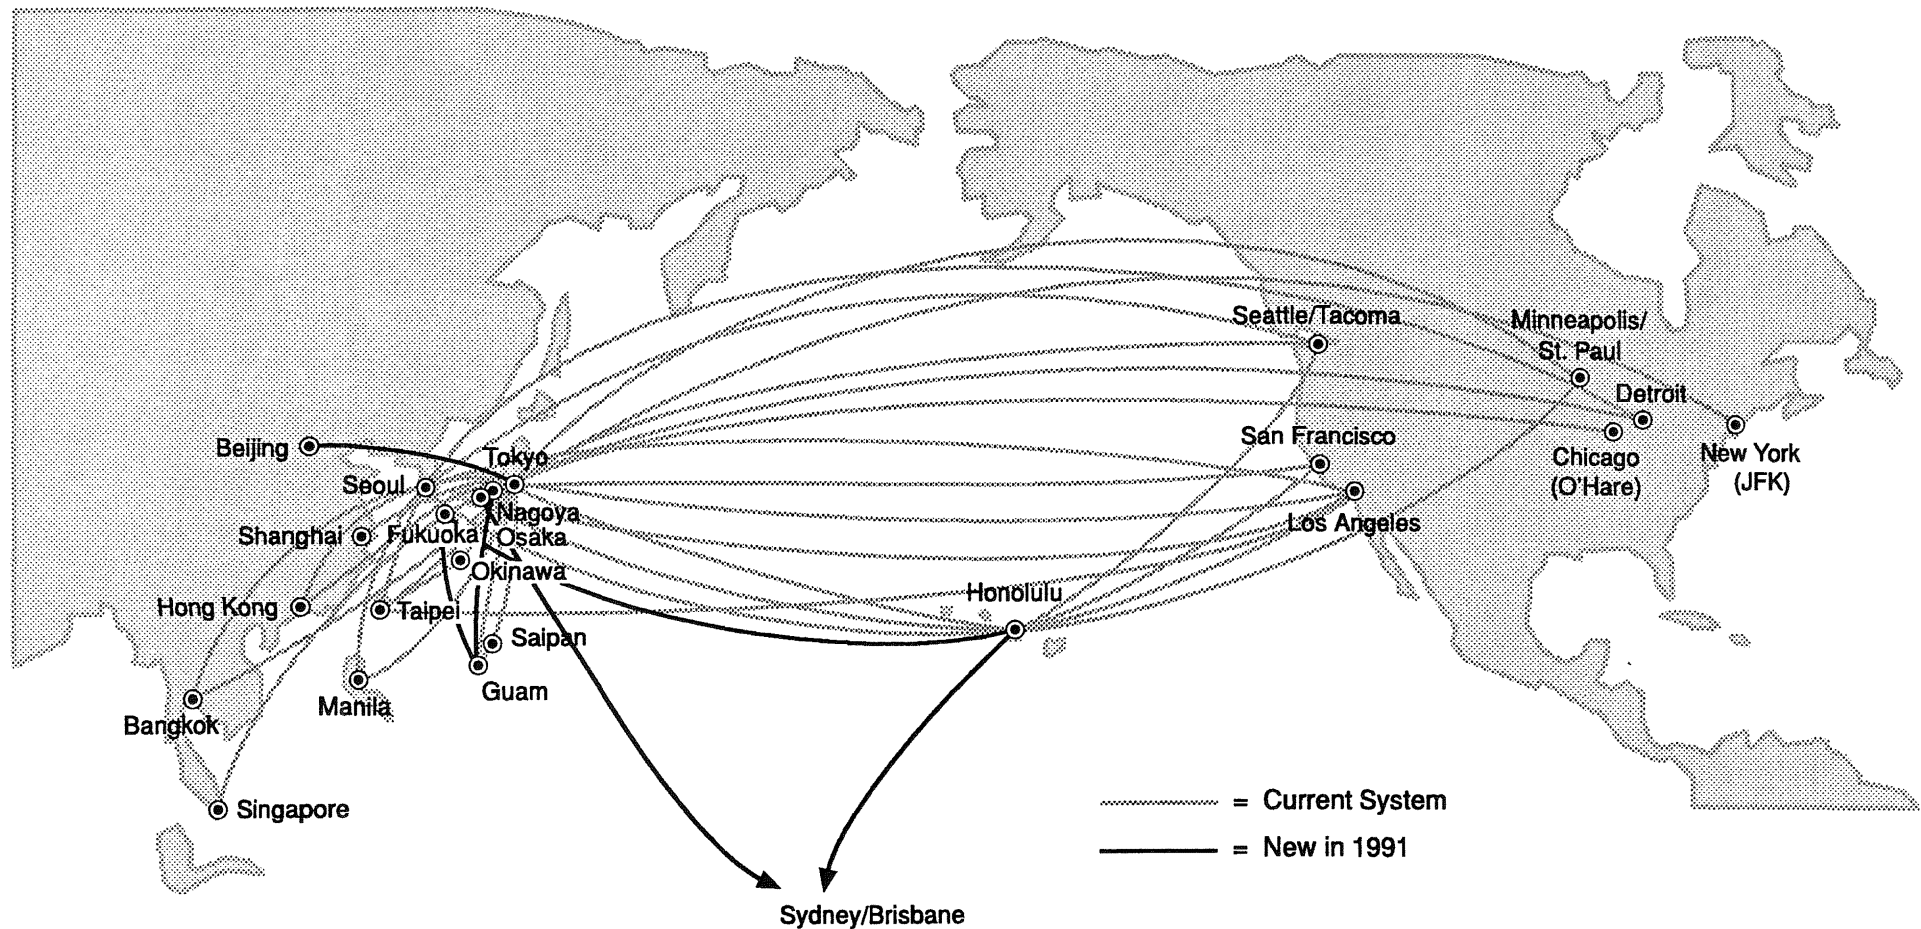 Seattle/Tacoma
Minneapolis/
St. Paul
Detroit
San Francisco
Beijing
Tokyo
Chicago
(O'Hare)
New York
(JFK)
Seoul
Nagoya
Los Angeles
Shanghai
Fukuoka
Osaka
Okinawa
Honolulu
Hong Kong
Taipei
Saipan
Guam
Manila
Bangkok
Singapore
= Current System
= New in 1991
Sydney/Brisbane